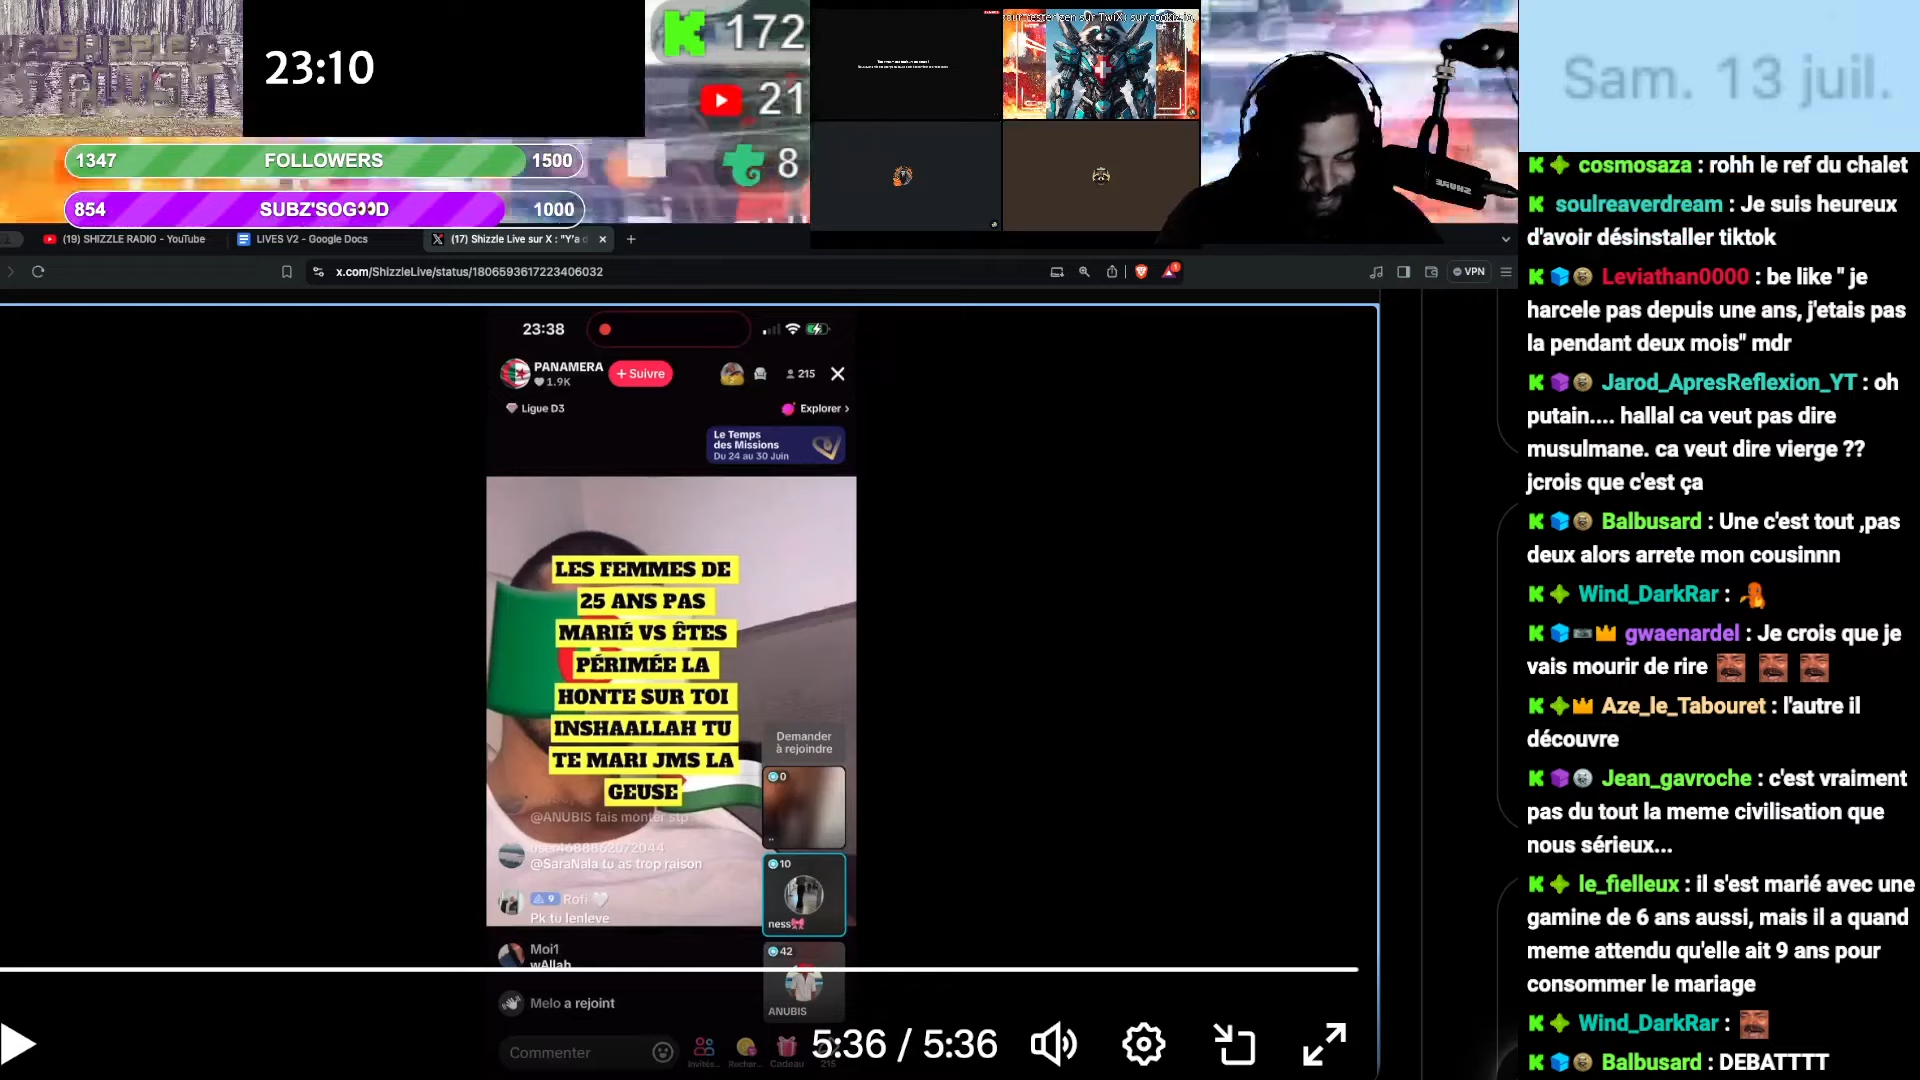 23:10
172
21
8
1347 FOLLOWERS 1500
854 SUBZ'SOG👀D 1000
Sam. 13 juil.
(19) SHIZZLE RADIO - YouTube
LIVES V2 - Google Docs
(17) Shizzle Live sur X : "Y'a d
x.com/ShizzleLive/status/1806593617223406032
VPN
23:38
PANAMERA
1.9K
+ Suivre
215
Ligue D3
Explorer >
Le Temps
des Missions
Du 24 au 30 Juin
LES FEMMES DE
25 ANS PAS
MARIÉ VS ÊTES
PÉRIMÉE LA
HONTE SUR TOI
INSHAALLAH TU
TE MARI JMS LA
GEUSE
@ANUBIS fais monter stp
user4688862072044
@SaraNala tu as trop raison
9 Rofi 🤍
Pk tu lenleve
Moi1
wAllah
Melo a rejoint
Commenter
Demander
à rejoindre
0
10
ness🎀
42
ANUBIS
Invités...
Rechar...
Cadeau
215
5:36 / 5:36
cosmosaza : rohh le ref du chalet
soulreaverdream : Je suis heureux
d'avoir désinstaller tiktok
Leviathan0000 : be like " je
harcele pas depuis une ans, j'etais pas
la pendant deux mois" mdr
Jarod_ApresReflexion_YT : oh
putain.... hallal ca veut pas dire
musulmane. ca veut dire vierge ??
jcrois que c'est ça
Balbusard : Une c'est tout ,pas
deux alors arrete mon cousinnn
Wind_DarkRar :
gwaenardel : Je crois que je
vais mourir de rire
Aze_le_Tabouret : l'autre il
découvre
Jean_gavroche : c'est vraiment
pas du tout la meme civilisation que
nous sérieux...
le_fielleux : il s'est marié avec une
gamine de 6 ans aussi, mais il a quand
meme attendu qu'elle ait 9 ans pour
consommer le mariage
Wind_DarkRar :
Balbusard : DEBATTTT